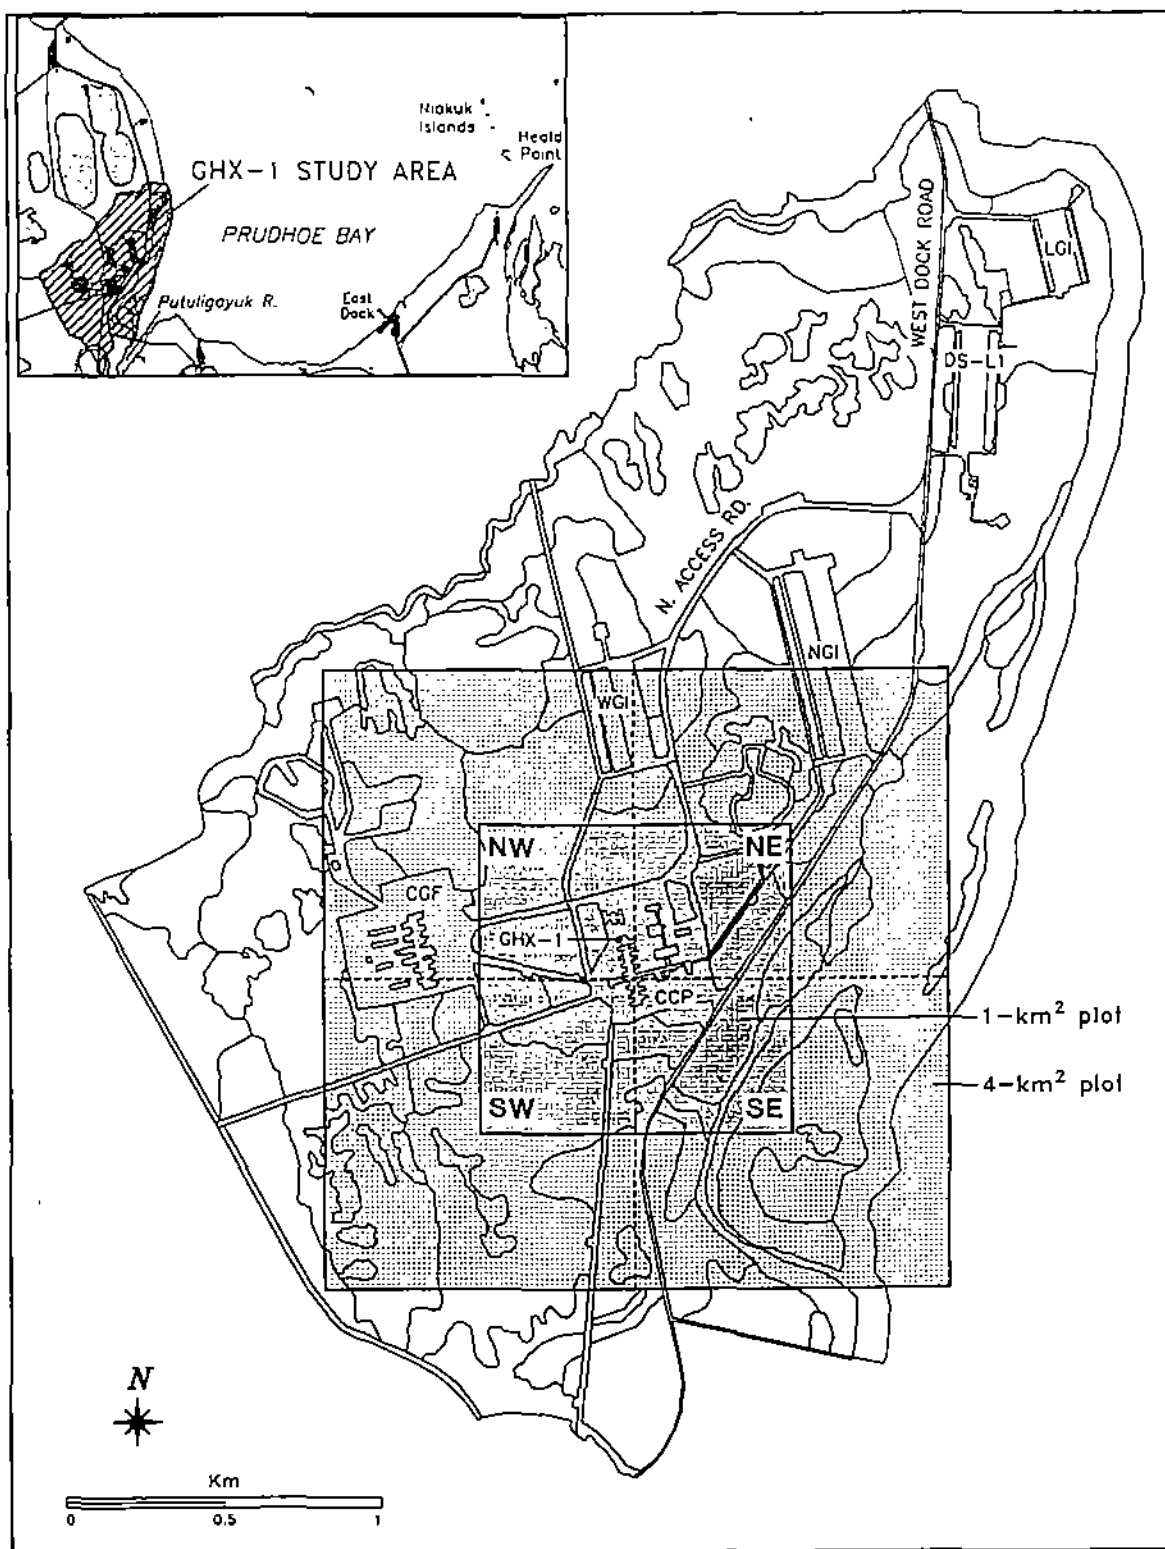 Niakuk
Islands
Heald
Point
GHX-1 STUDY AREA
PRUDHOE BAY
Putuligayuk R.
East
Dock
WEST DOCK ROAD
LGI
DS-L1
N. ACCESS RD.
NGI
WGI
NW
NE
CGF
GHX-1
CCP
1-km² plot
4-km² plot
SW
SE
N
Km
0
0.5
1